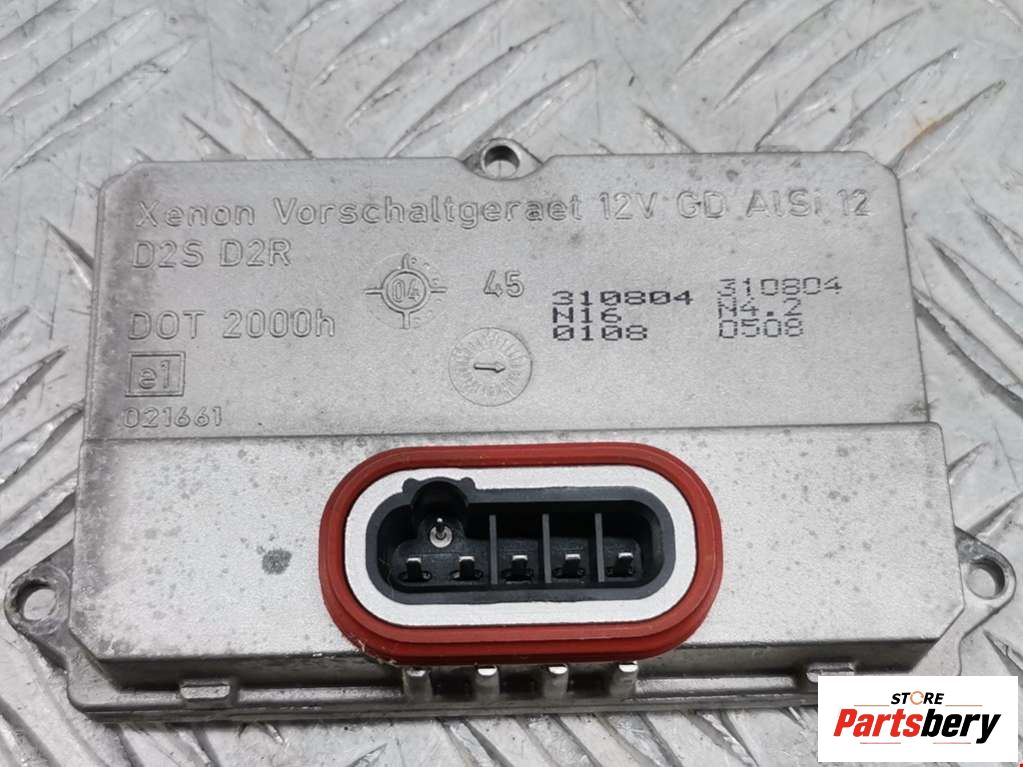 Xenon Vorschaltgeraet 12V GD AlSi 12
D2S D2R
04
45
310804
N16
0108
310804
N4.2
0508
DOT 2000h
e1
021661
STORE
Partsbery